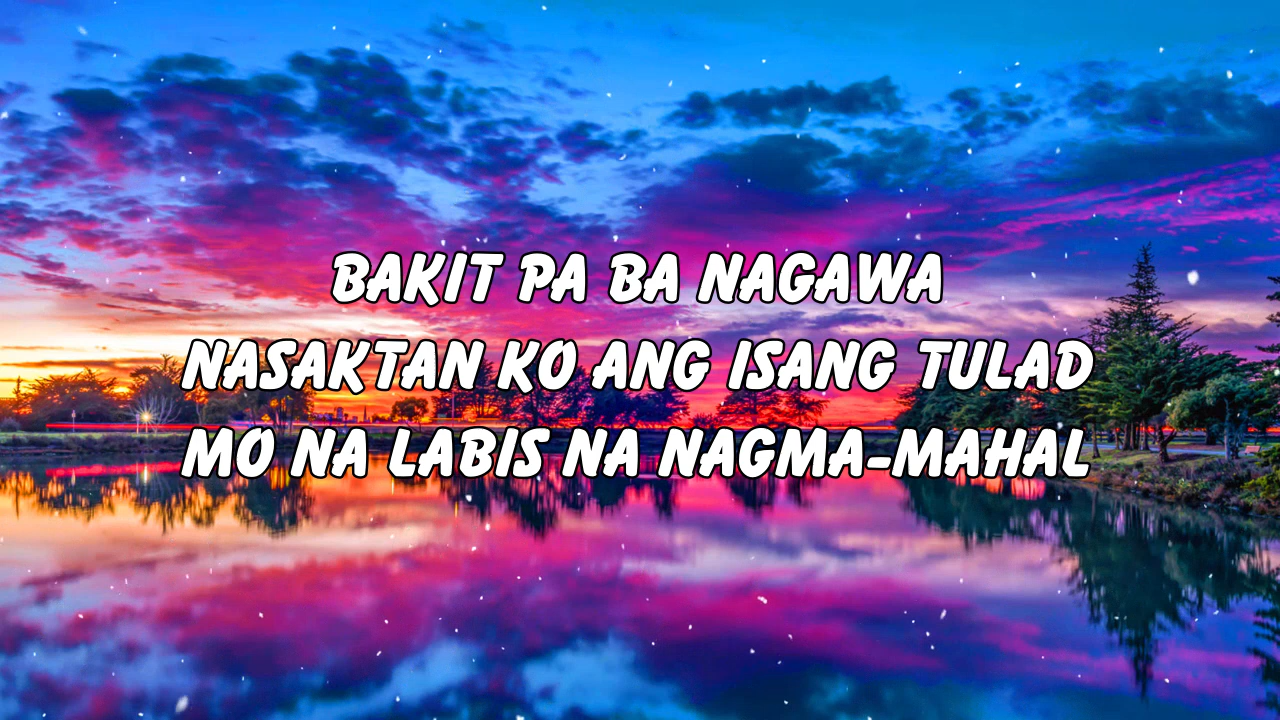 BAKIT PA BA NAGAWA
NASAKTAN KO ANG ISANG TULAD
MO NA LABIS NA NAGMA-MAHAL